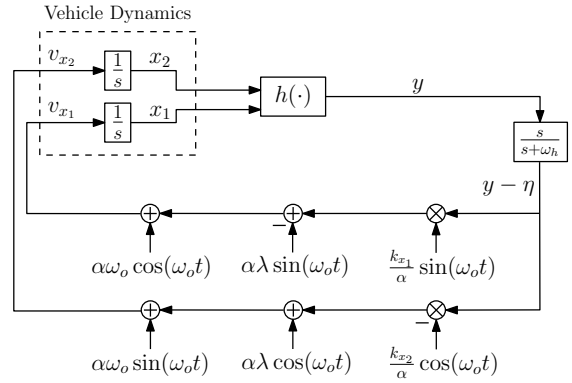 Vehicle Dynamics
v_{x_2} 1/s x_2
v_{x_1} 1/s x_1
h(·)
y
s/(s+ω_h)
y − η
+ + − ×
αω_o cos(ω_o t) αλ sin(ω_o t) k_{x_1}/α sin(ω_o t)
+ + × −
αω_o sin(ω_o t) αλ cos(ω_o t) k_{x_2}/α cos(ω_o t)